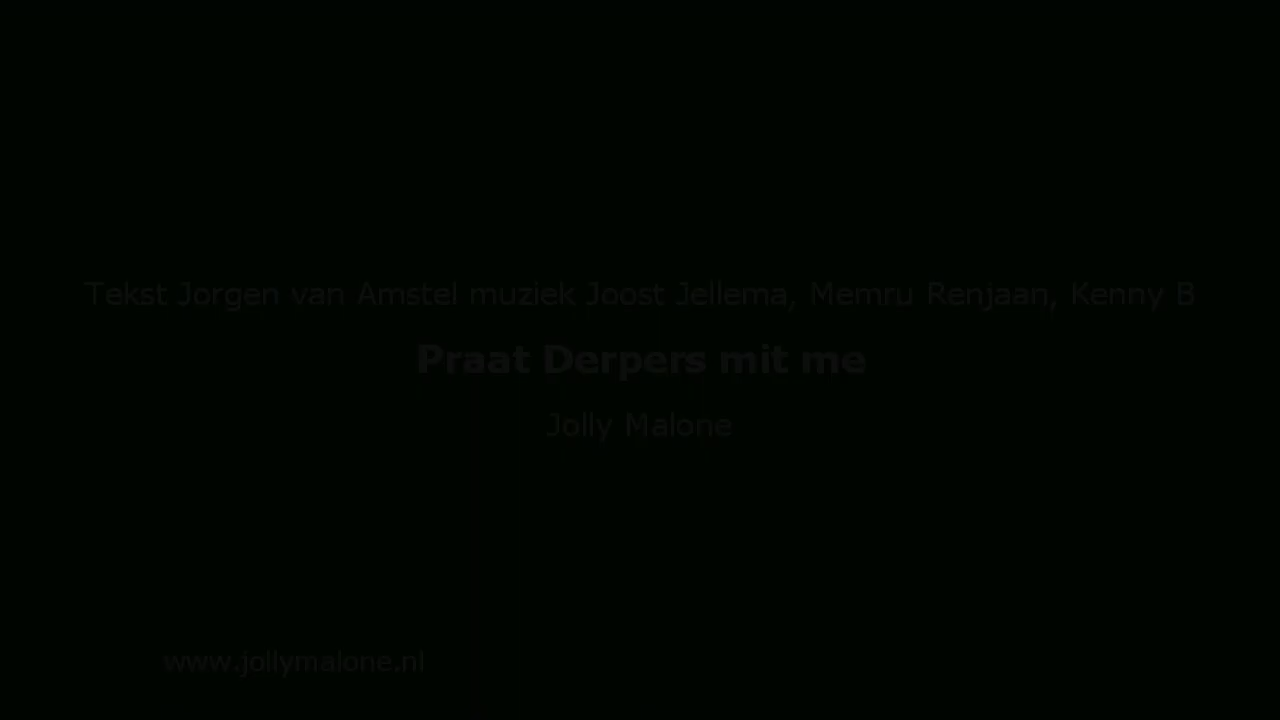 Tekst Jorgen van Amstel muziek Joost Jellema, Memru Renjaan, Kenny B
Praat Derpers mit me
Jolly Malone
www.jollymalone.nl